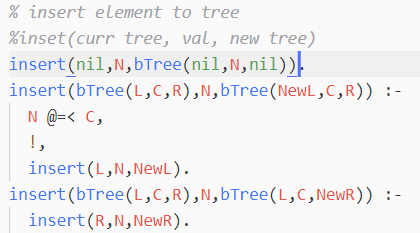 % insert element to tree
%inset(curr tree, val, new tree)
insert(nil,N,bTree(nil,N,nil)).
insert(bTree(L,C,R),N,bTree(NewL,C,R)) :-
  N @=< C,
  !,
  insert(L,N,NewL).
insert(bTree(L,C,R),N,bTree(L,C,NewR)) :-
  insert(R,N,NewR).